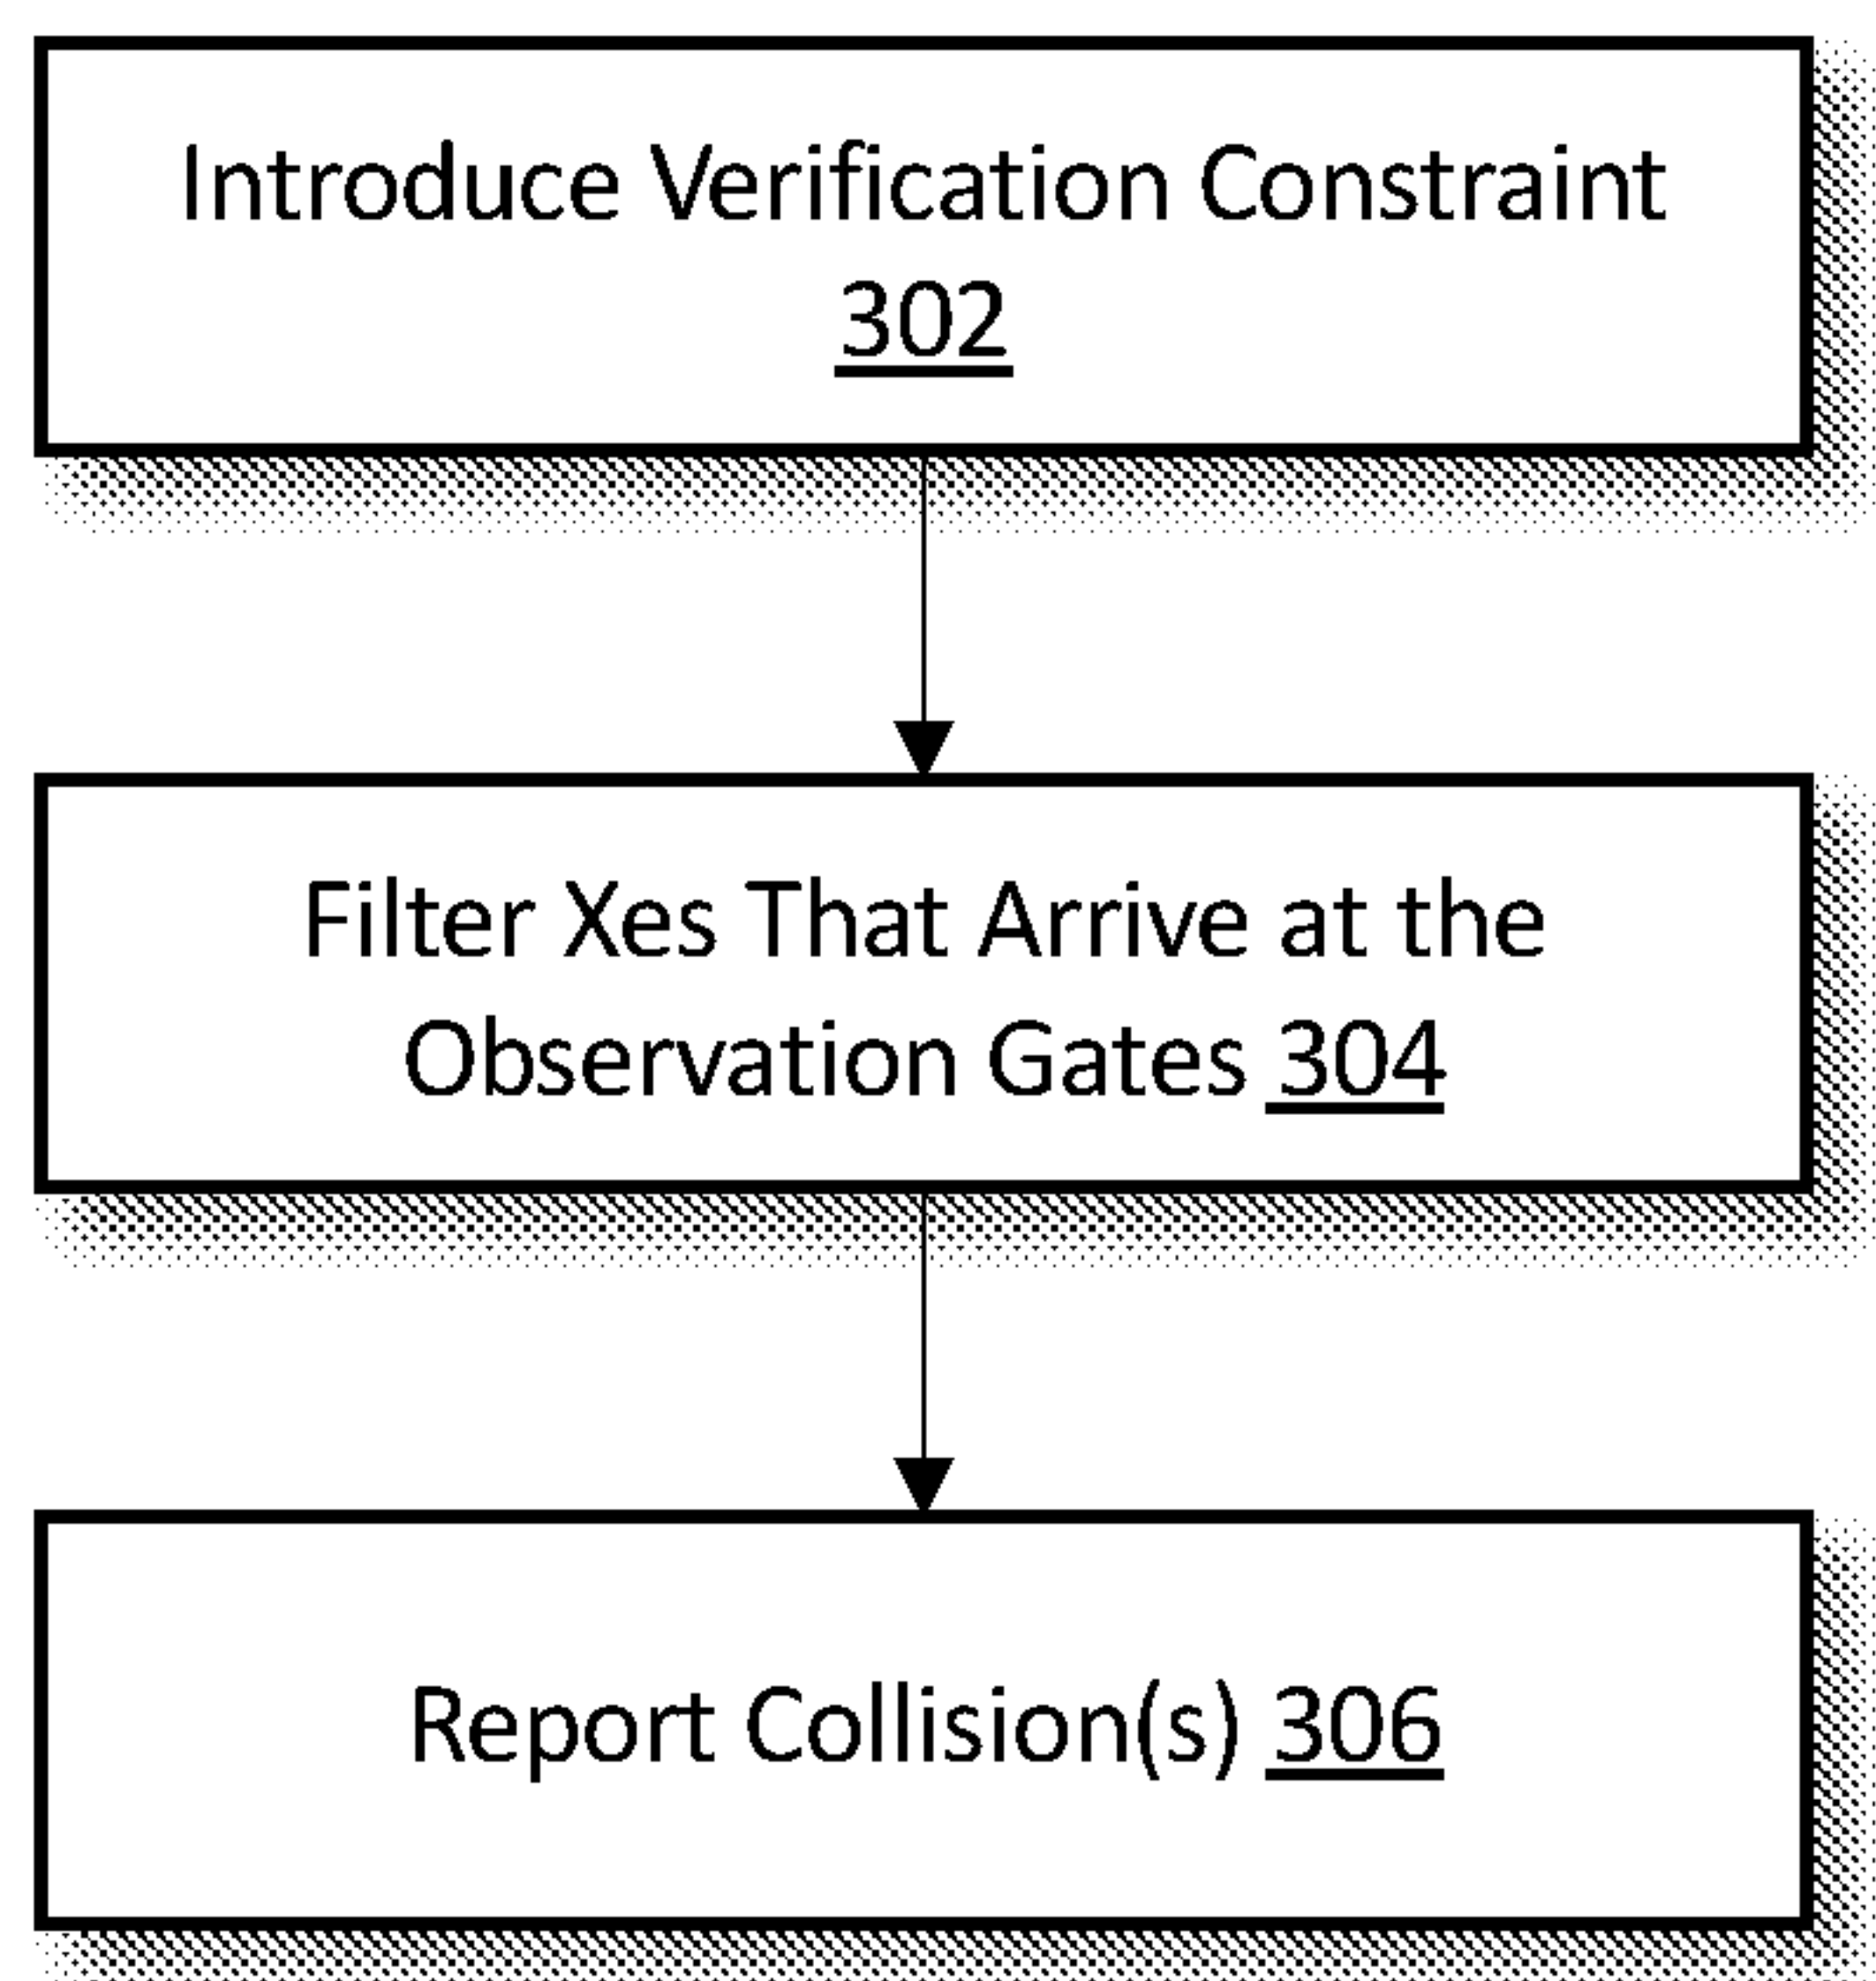 Introduce Verification Constraint
302
Filter Xes That Arrive at the
Observation Gates 304
Report Collision(s) 306